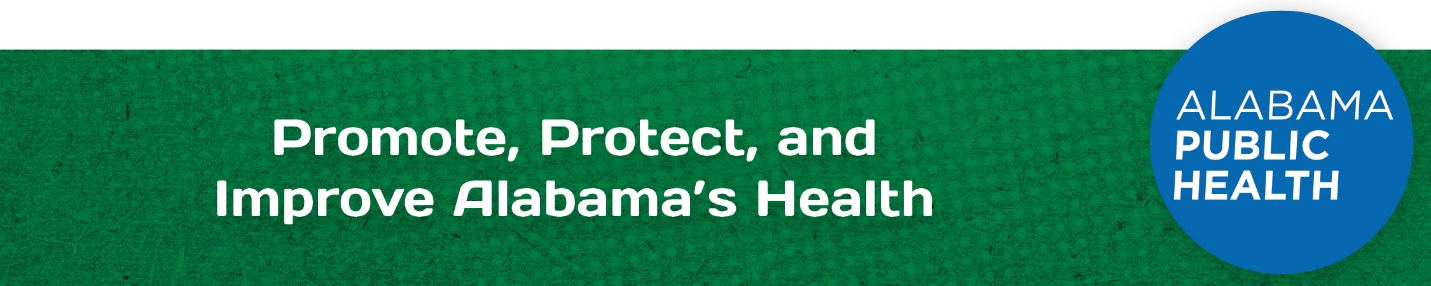 Promote, Protect, and
Improve Alabama's Health
ALABAMA
PUBLIC
HEALTH